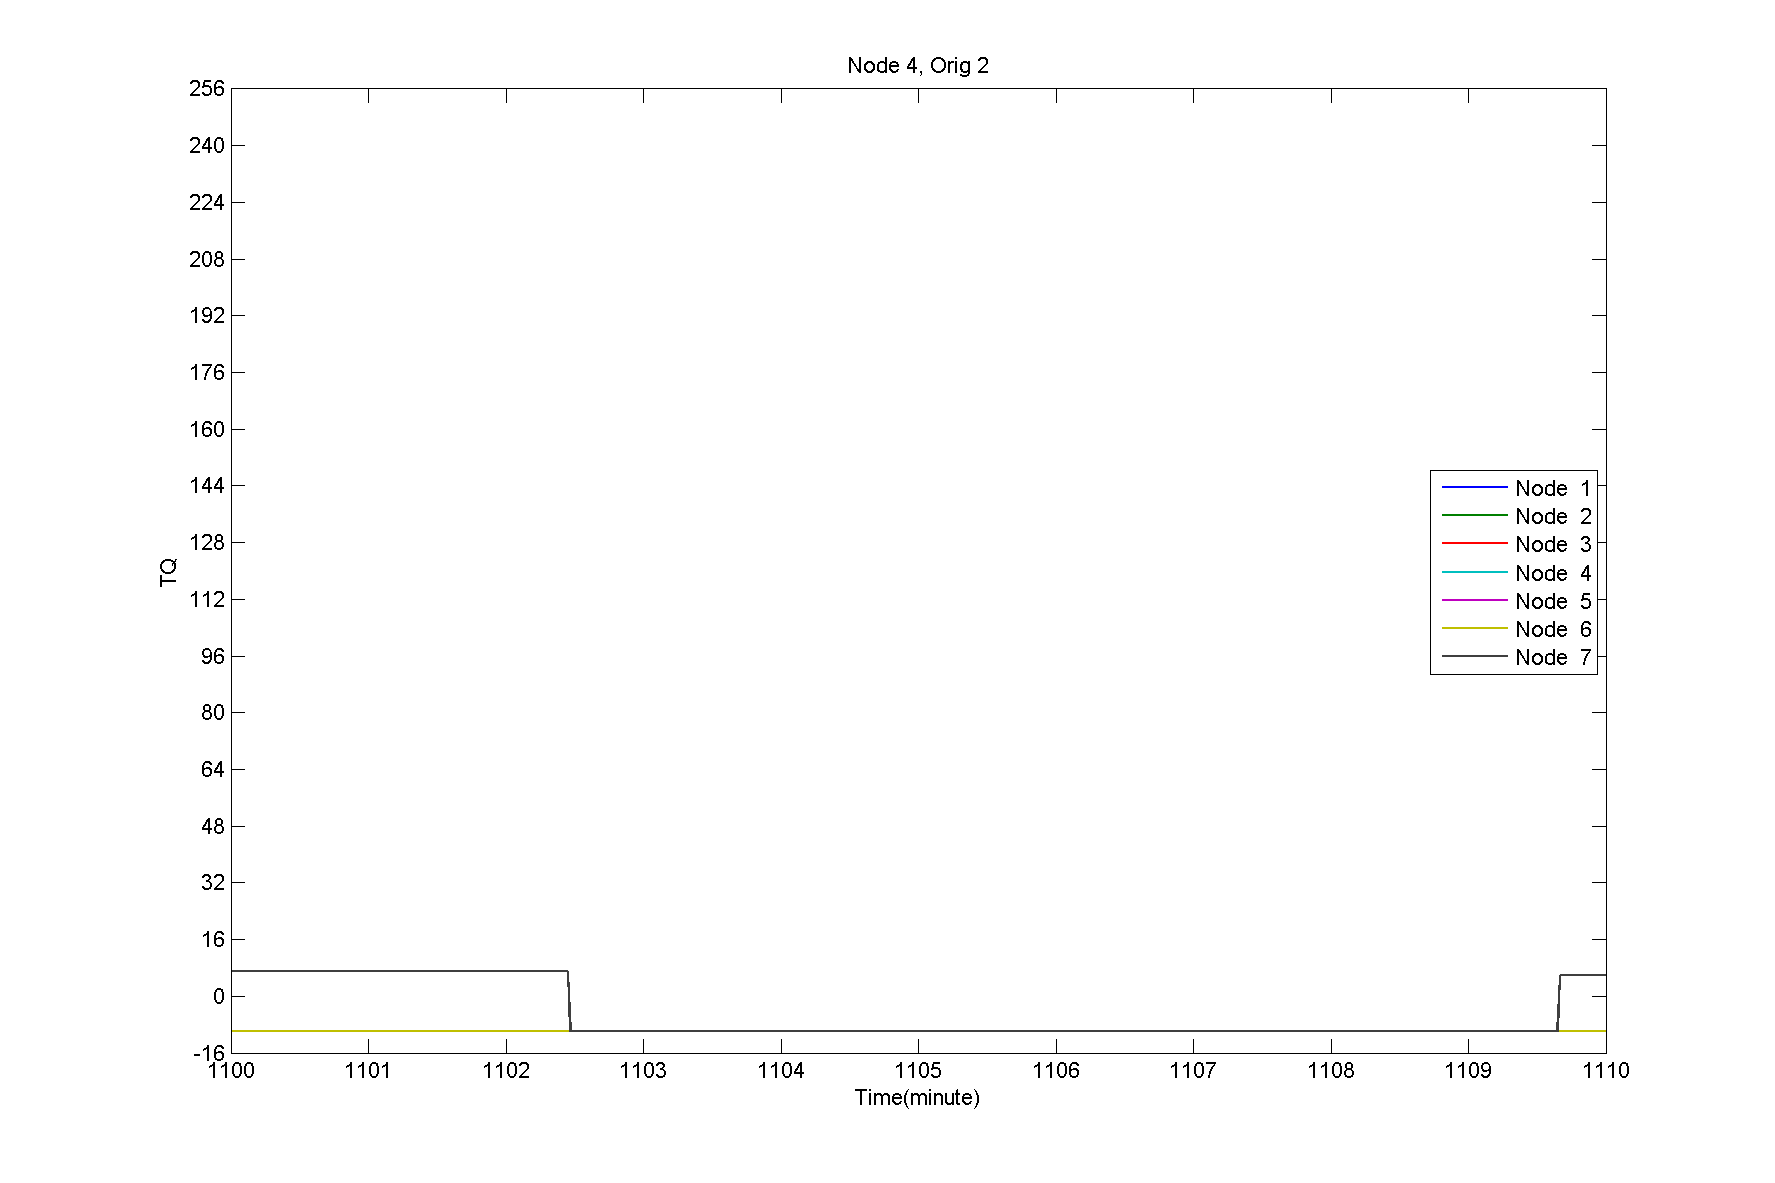 Node 4, Orig 2
256
240
224
208
192
176
160
144
128
112
96
80
64
48
32
16
0
-16
TQ
Node 1
Node 2
Node 3
Node 4
Node 5
Node 6
Node 7
1100 1101 1102 1103 1104 1105 1106 1107 1108 1109 1110
Time(minute)